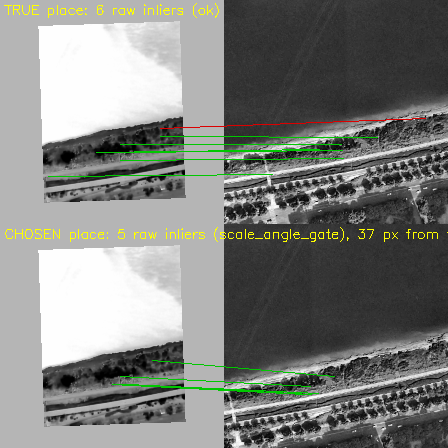 TRUE place: 6 raw inliers (ok)
CHOSEN place: 5 raw inliers (scale_angle_gate), 37 px from